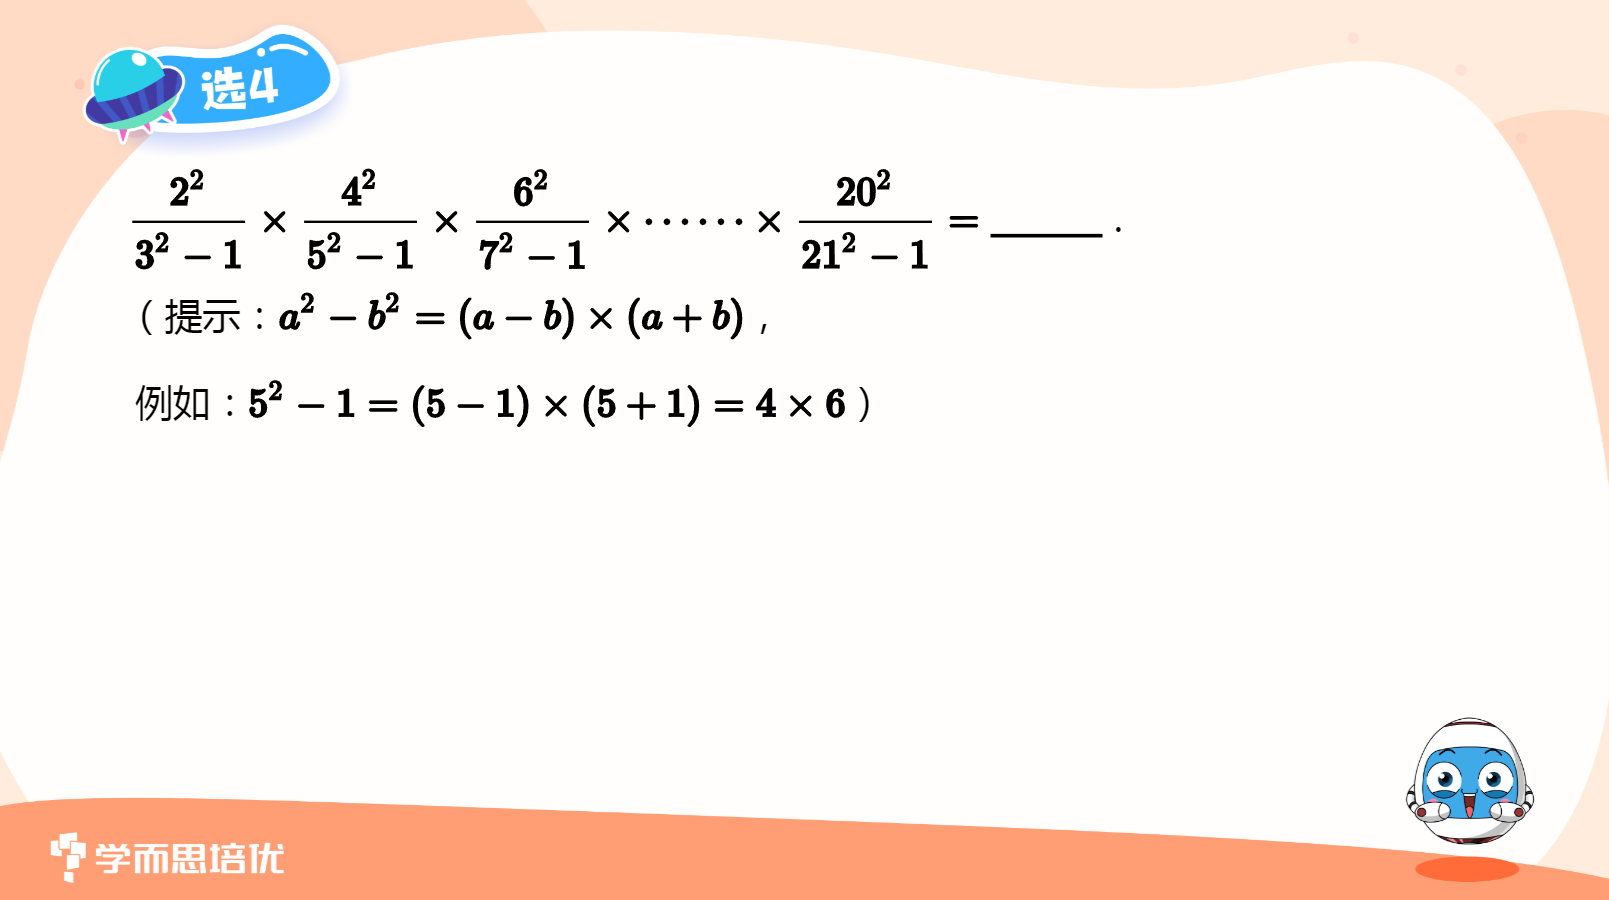 选4
2²/(3² − 1) × 4²/(5² − 1) × 6²/(7² − 1) × ⋯⋯ × 20²/(21² − 1) = ______ .
（提示：a² − b² = (a − b) × (a + b)，
例如：5² − 1 = (5 − 1) × (5 + 1) = 4 × 6）
学而思培优